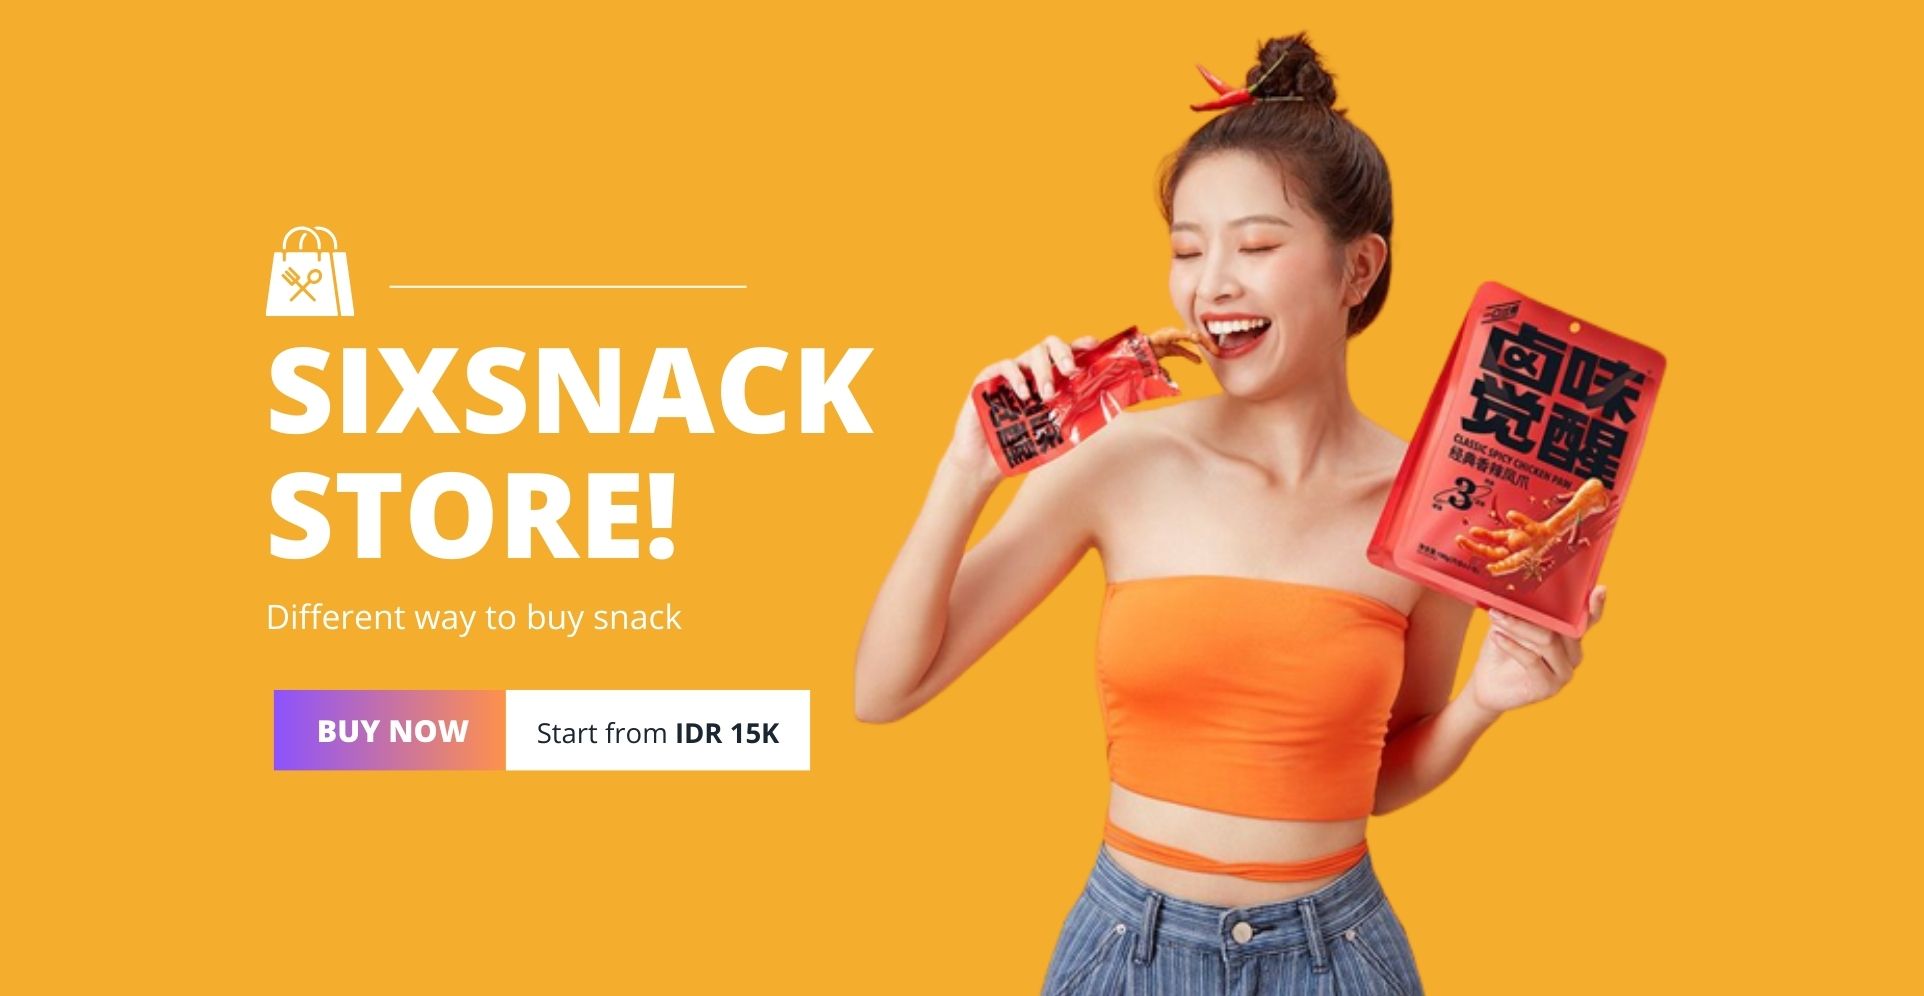 SIXSNACK
STORE!
Different way to buy snack
BUY NOW
Start from IDR 15K
卤味
觉醒
CLASSIC SPICY CHICKEN PAW
经典香辣凤爪
3